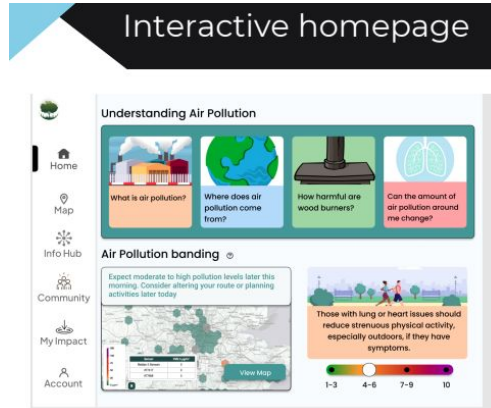 Interactive homepage
Understanding Air Pollution
What is air pollution?
Where does air
pollution come
from?
How harmful are
wood burners?
Can the amount of
air pollution around
me change?
Home
Map
Info Hub
Community
My Impact
Account
Air Pollution banding
Expect moderate to high pollution levels later this
morning. Consider altering your route or planning
activities later today
View Map
Those with lung or heart issues should
reduce strenuous physical activity,
especially outdoors, if they have
symptoms.
1-3 4-6 7-9 10